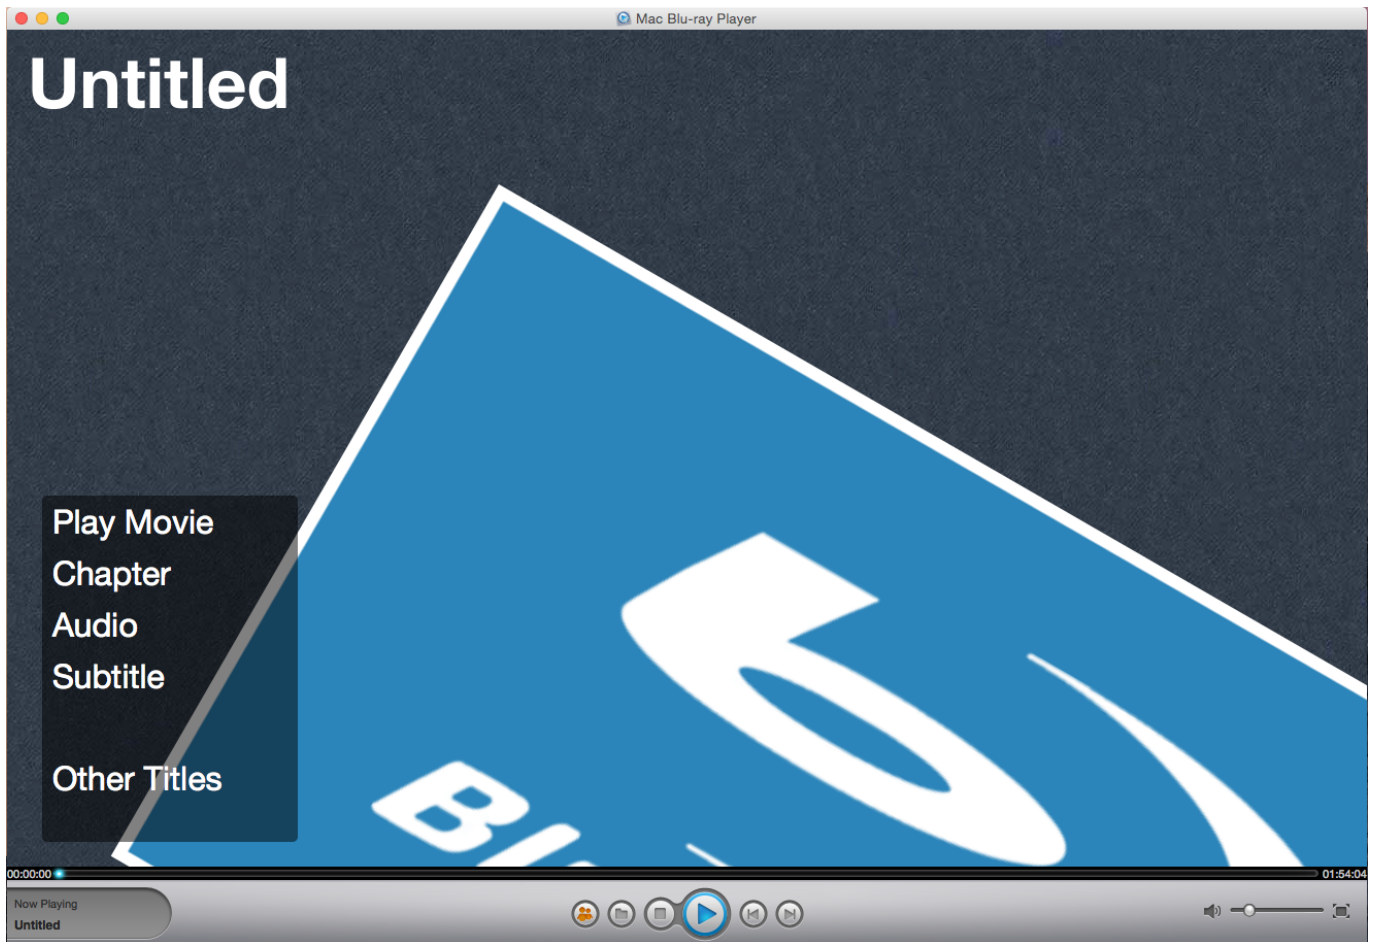 Mac Blu-ray Player
Untitled
Play Movie
Chapter
Audio
Subtitle
Other Titles
00:00:00
01:54:04
Now Playing
Untitled